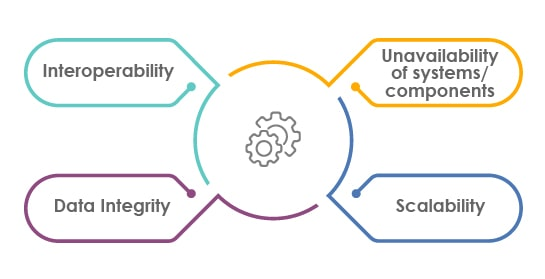 Interoperability
Unavailability
of systems/
components
Data Integrity
Scalability